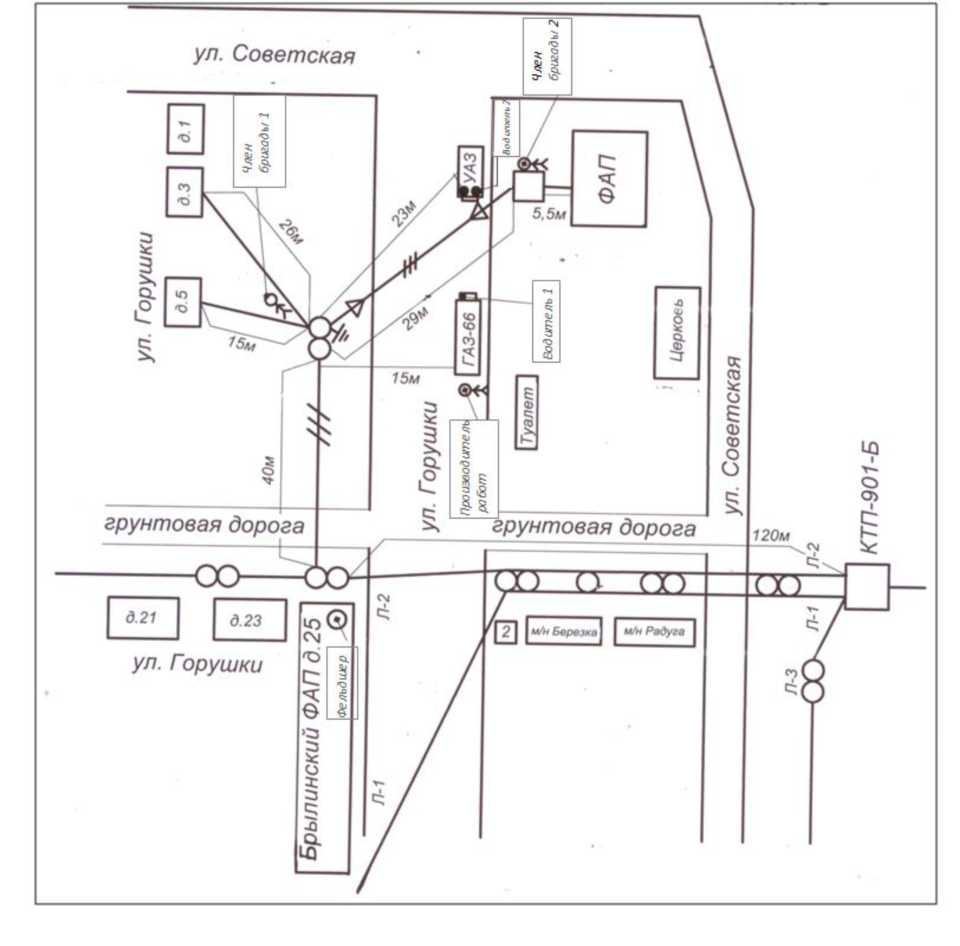 ул. Советская
Член
бригады 2
Член
бригады 1
Водитель 2
д.1
д.3
УАЗ
ФАП
5,5м
23м
26м
ул. Горушки
д.5
15м
29м
ГАЗ-66
Водитель 1
Церковь
15м
Туалет
ул. Советская
40м
ул. Горушки
Производитель
работ
КТП-901-Б
грунтовая дорога
грунтовая дорога
120м
Л-2
Л-2
Л-1
д.21
д.23
2
м/н Березка
м/н Радуга
ул. Горушки
Брылинский ФАП д.25
Фельдшер
Л-3
Л-1